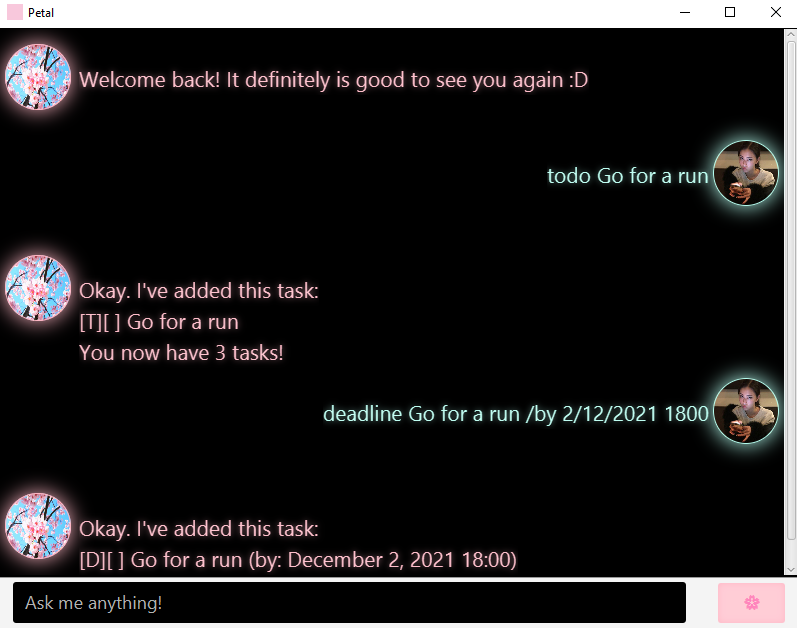 Petal
Welcome back! It definitely is good to see you again :D
todo Go for a run
Okay. I've added this task:
[T][ ] Go for a run
You now have 3 tasks!
deadline Go for a run /by 2/12/2021 1800
Okay. I've added this task:
[D][ ] Go for a run (by: December 2, 2021 18:00)
Ask me anything!